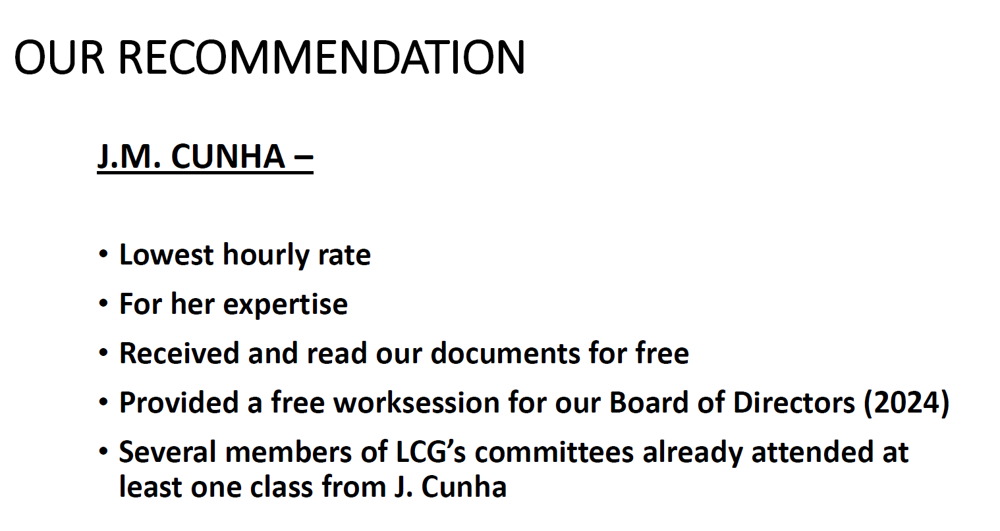 OUR RECOMMENDATION
J.M. CUNHA –
• Lowest hourly rate
• For her expertise
• Received and read our documents for free
• Provided a free worksession for our Board of Directors (2024)
• Several members of LCG’s committees already attended at
least one class from J. Cunha